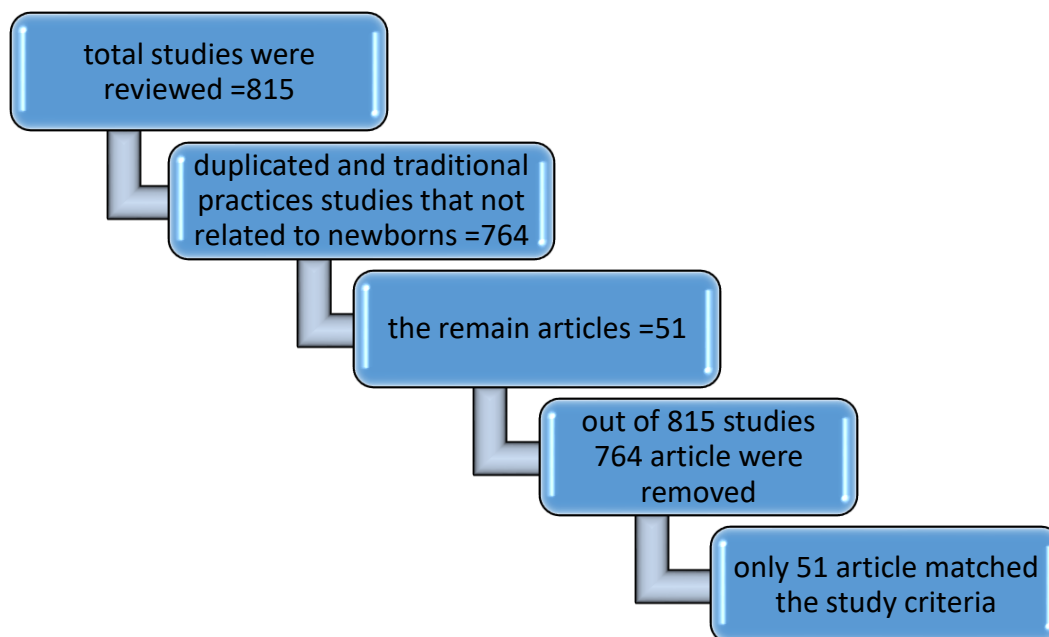 total studies were
reviewed =815
duplicated and traditional
practices studies that not
related to newborns =764
the remain articles =51
out of 815 studies
764 article were
removed
only 51 article matched
the study criteria